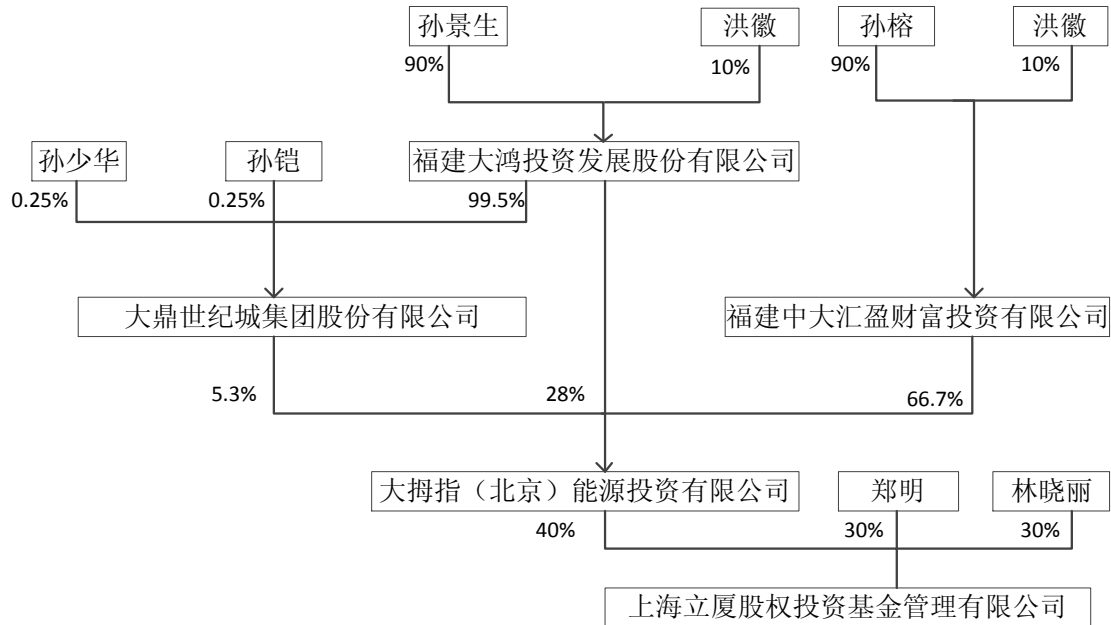 孙景生
洪徽
孙榕
洪徽
90%
10%
90%
10%
孙少华
孙铠
福建大鸿投资发展股份有限公司
0.25%
0.25%
99.5%
大鼎世纪城集团股份有限公司
福建中大汇盈财富投资有限公司
5.3%
28%
66.7%
大拇指（北京）能源投资有限公司
郑明
林晓丽
40%
30%
30%
上海立厦股权投资基金管理有限公司